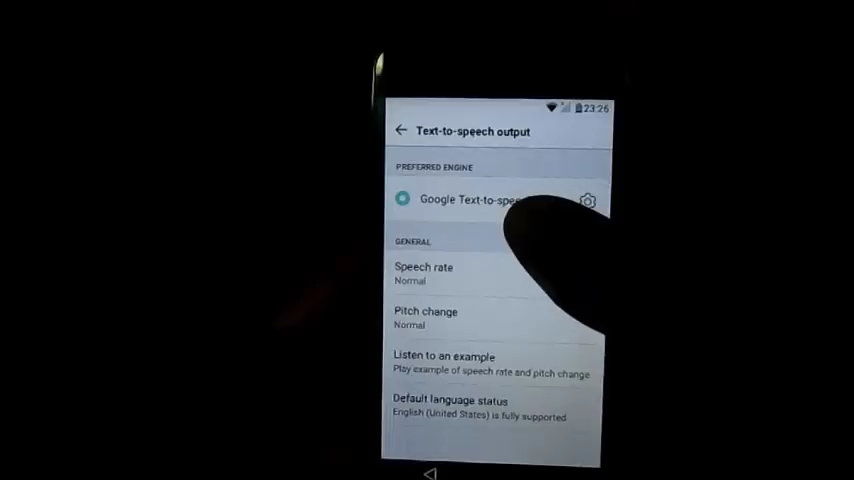 23:26
Text-to-speech output
PREFERRED ENGINE
Google Text-to-spee
GENERAL
Speech rate
Normal
Pitch change
Normal
Listen to an example
Play example of speech rate and pitch change
Default language status
English (United States) is fully supported